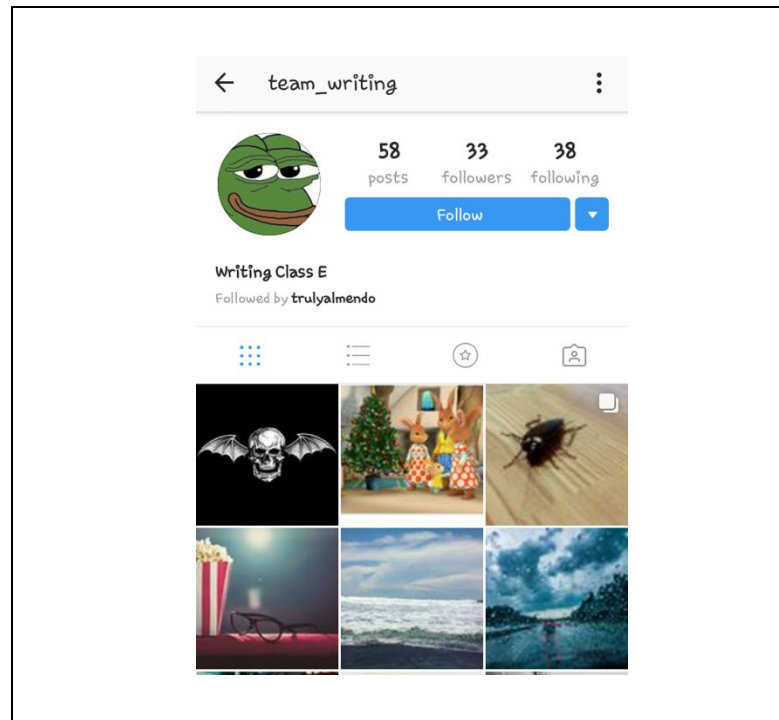 team_writing
58 33 38
posts followers following
Follow
Writing Class E
Followed by trulyalmendo